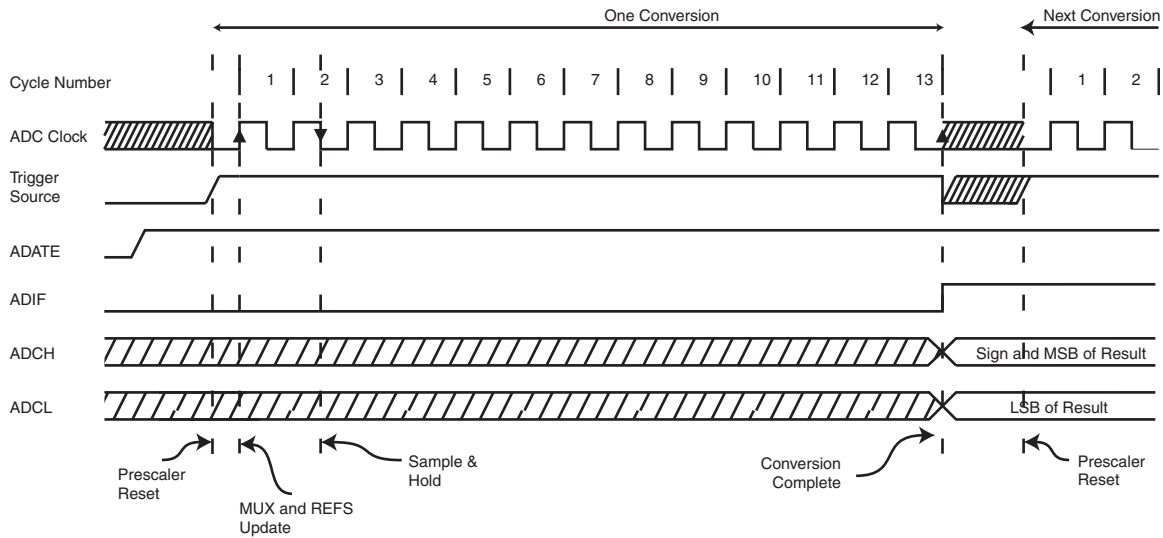 One Conversion
Next Conversion
Cycle Number
1 2 3 4 5 6 7 8 9 10 11 12 13 1 2
ADC Clock
Trigger
Source
ADATE
ADIF
ADCH
Sign and MSB of Result
ADCL
LSB of Result
Prescaler
Reset
MUX and REFS
Update
Sample &
Hold
Conversion
Complete
Prescaler
Reset